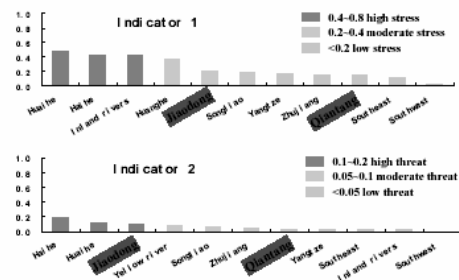 Indicator 1
0.4~0.8 high stress
0.2~0.4 moderate stress
<0.2 low stress
1.0
0.8
0.6
0.4
0.2
0.0
Huaihe
Haihe
Inland rivers
Huanghe
Jiaodong
Songliao
Yangtze
Zhujiang
Qiantang
Southeast
Southwest
Indicator 2
0.1~0.2 high threat
0.05~0.1 moderate threat
<0.05 low threat
1.0
0.8
0.6
0.4
0.2
0.0
Haihe
Huaihe
Jiaodong
Yellow river
Songliao
Zhujiang
Qiantang
Yangtze
Southeast
Inland rivers
Southwest